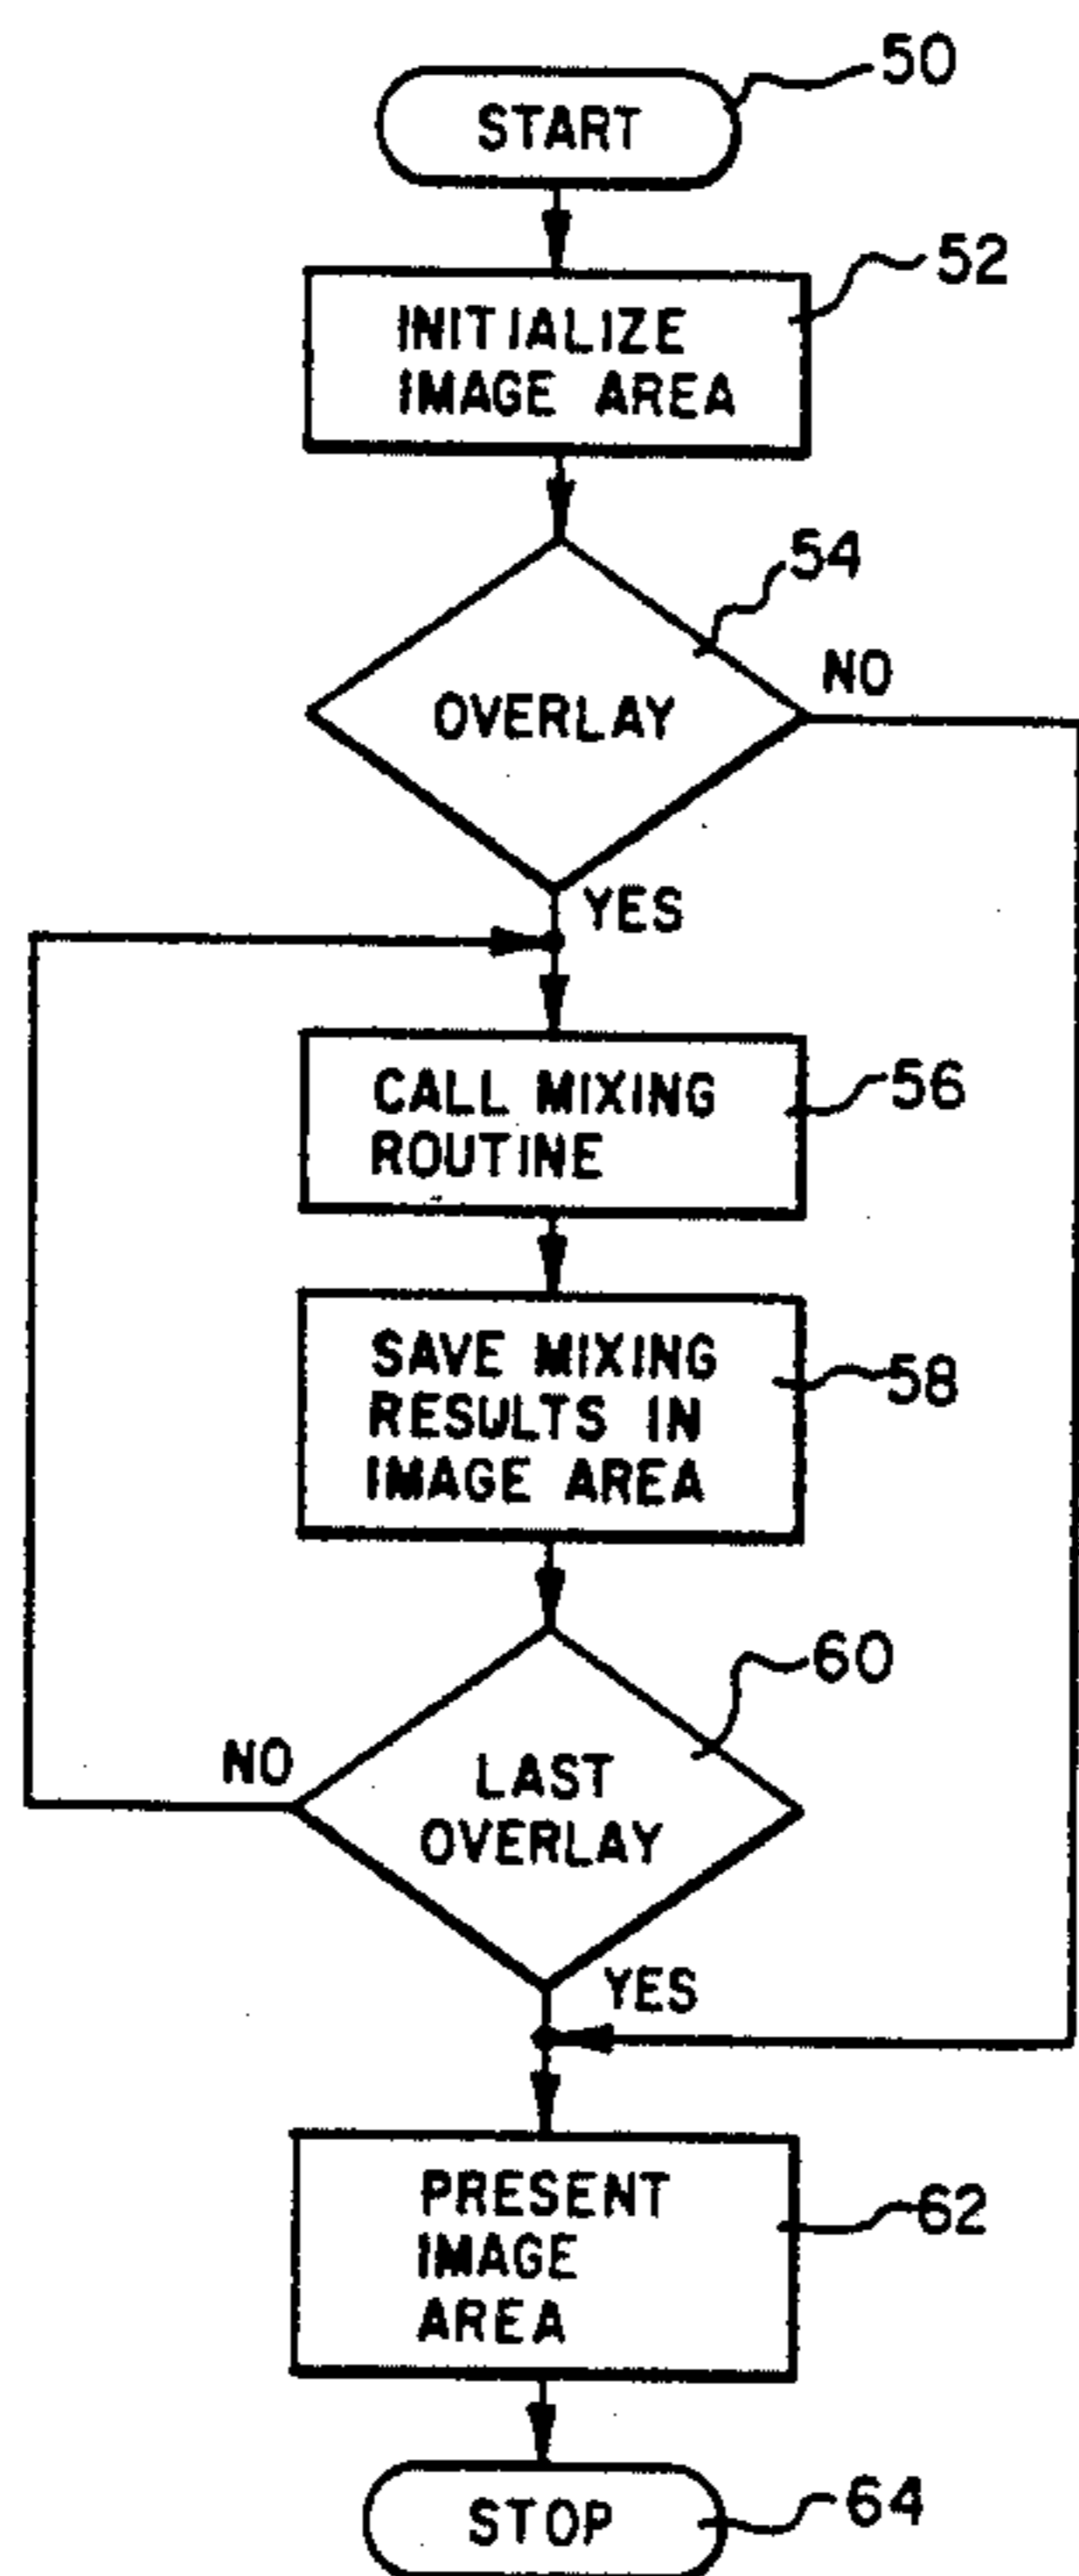 50
START
52
INITIALIZE
IMAGE AREA
54
NO
OVERLAY
YES
CALL MIXING
ROUTINE
56
SAVE MIXING
RESULTS IN
IMAGE AREA
58
60
NO
LAST
OVERLAY
YES
PRESENT
IMAGE
AREA
62
STOP
64